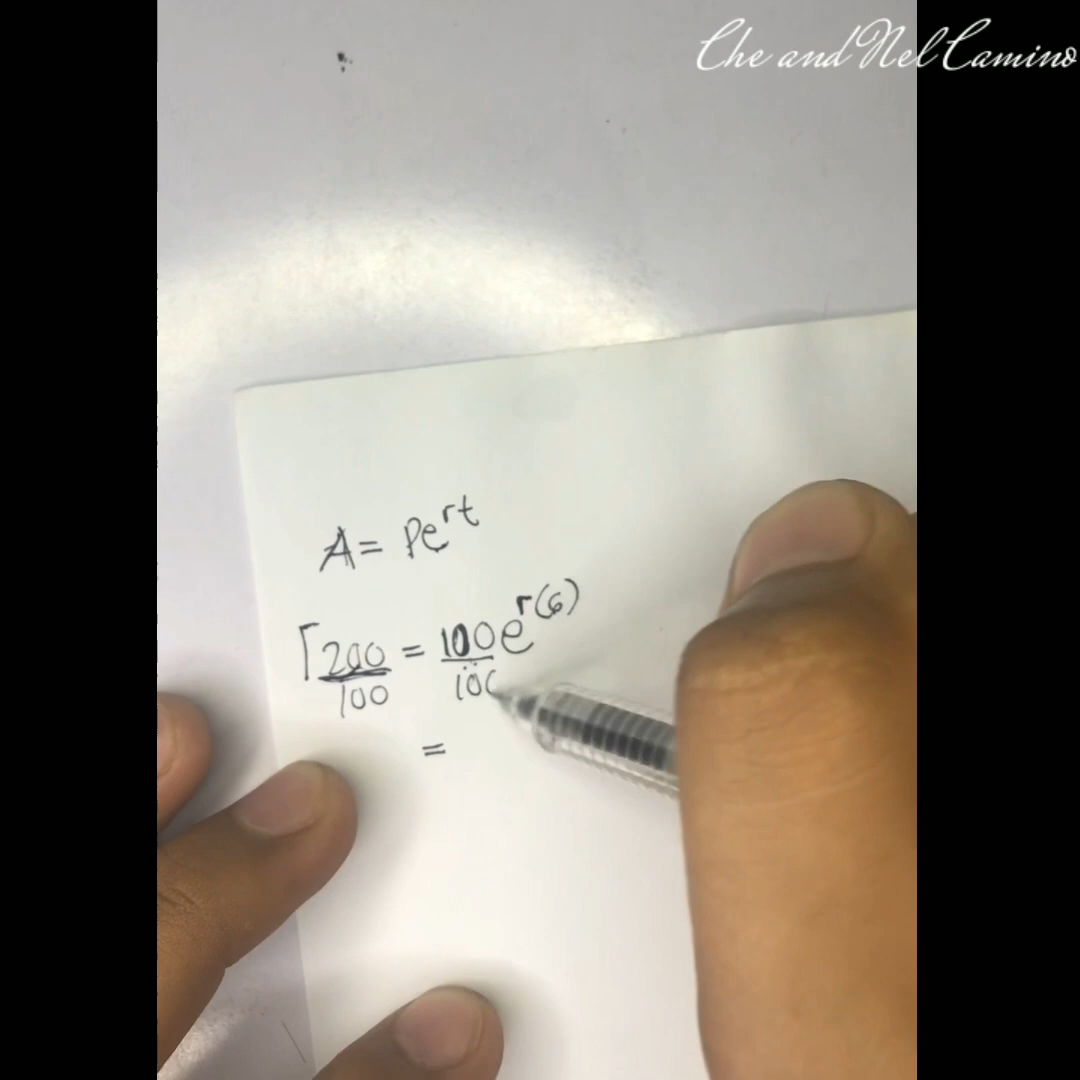 Che and Nel Camino
A = Pe^rt
200 = 100e^r(6)
100 100
=